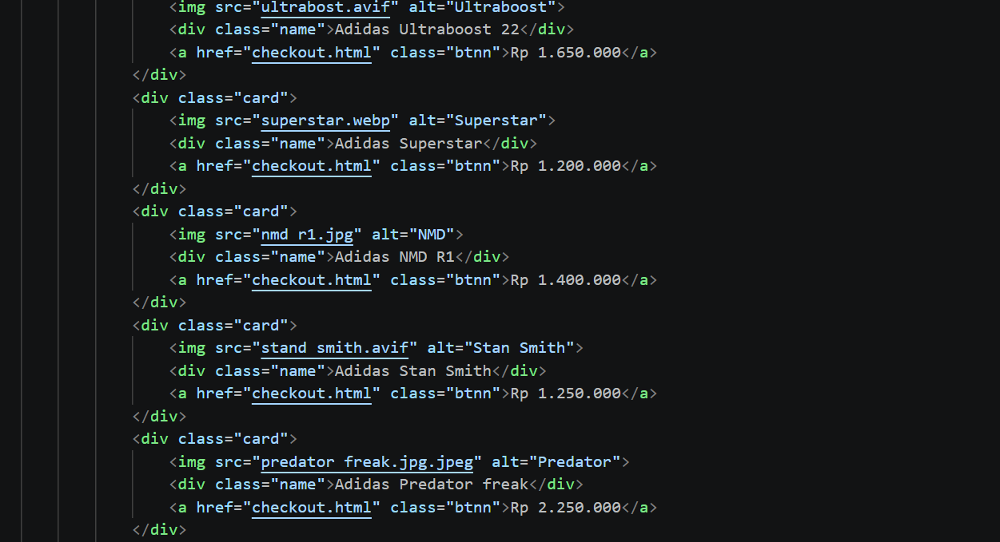 <img src="ultrabost.avif" alt="Ultraboost">
<div class="name">Adidas Ultraboost 22</div>
<a href="checkout.html" class="btnn">Rp 1.650.000</a>
</div>
<div class="card">
<img src="superstar.webp" alt="Superstar">
<div class="name">Adidas Superstar</div>
<a href="checkout.html" class="btnn">Rp 1.200.000</a>
</div>
<div class="card">
<img src="nmd r1.jpg" alt="NMD">
<div class="name">Adidas NMD R1</div>
<a href="checkout.html" class="btnn">Rp 1.400.000</a>
</div>
<div class="card">
<img src="stand smith.avif" alt="Stan Smith">
<div class="name">Adidas Stan Smith</div>
<a href="checkout.html" class="btnn">Rp 1.250.000</a>
</div>
<div class="card">
<img src="predator freak.jpg.jpeg" alt="Predator">
<div class="name">Adidas Predator freak</div>
<a href="checkout.html" class="btnn">Rp 2.250.000</a>
</div>